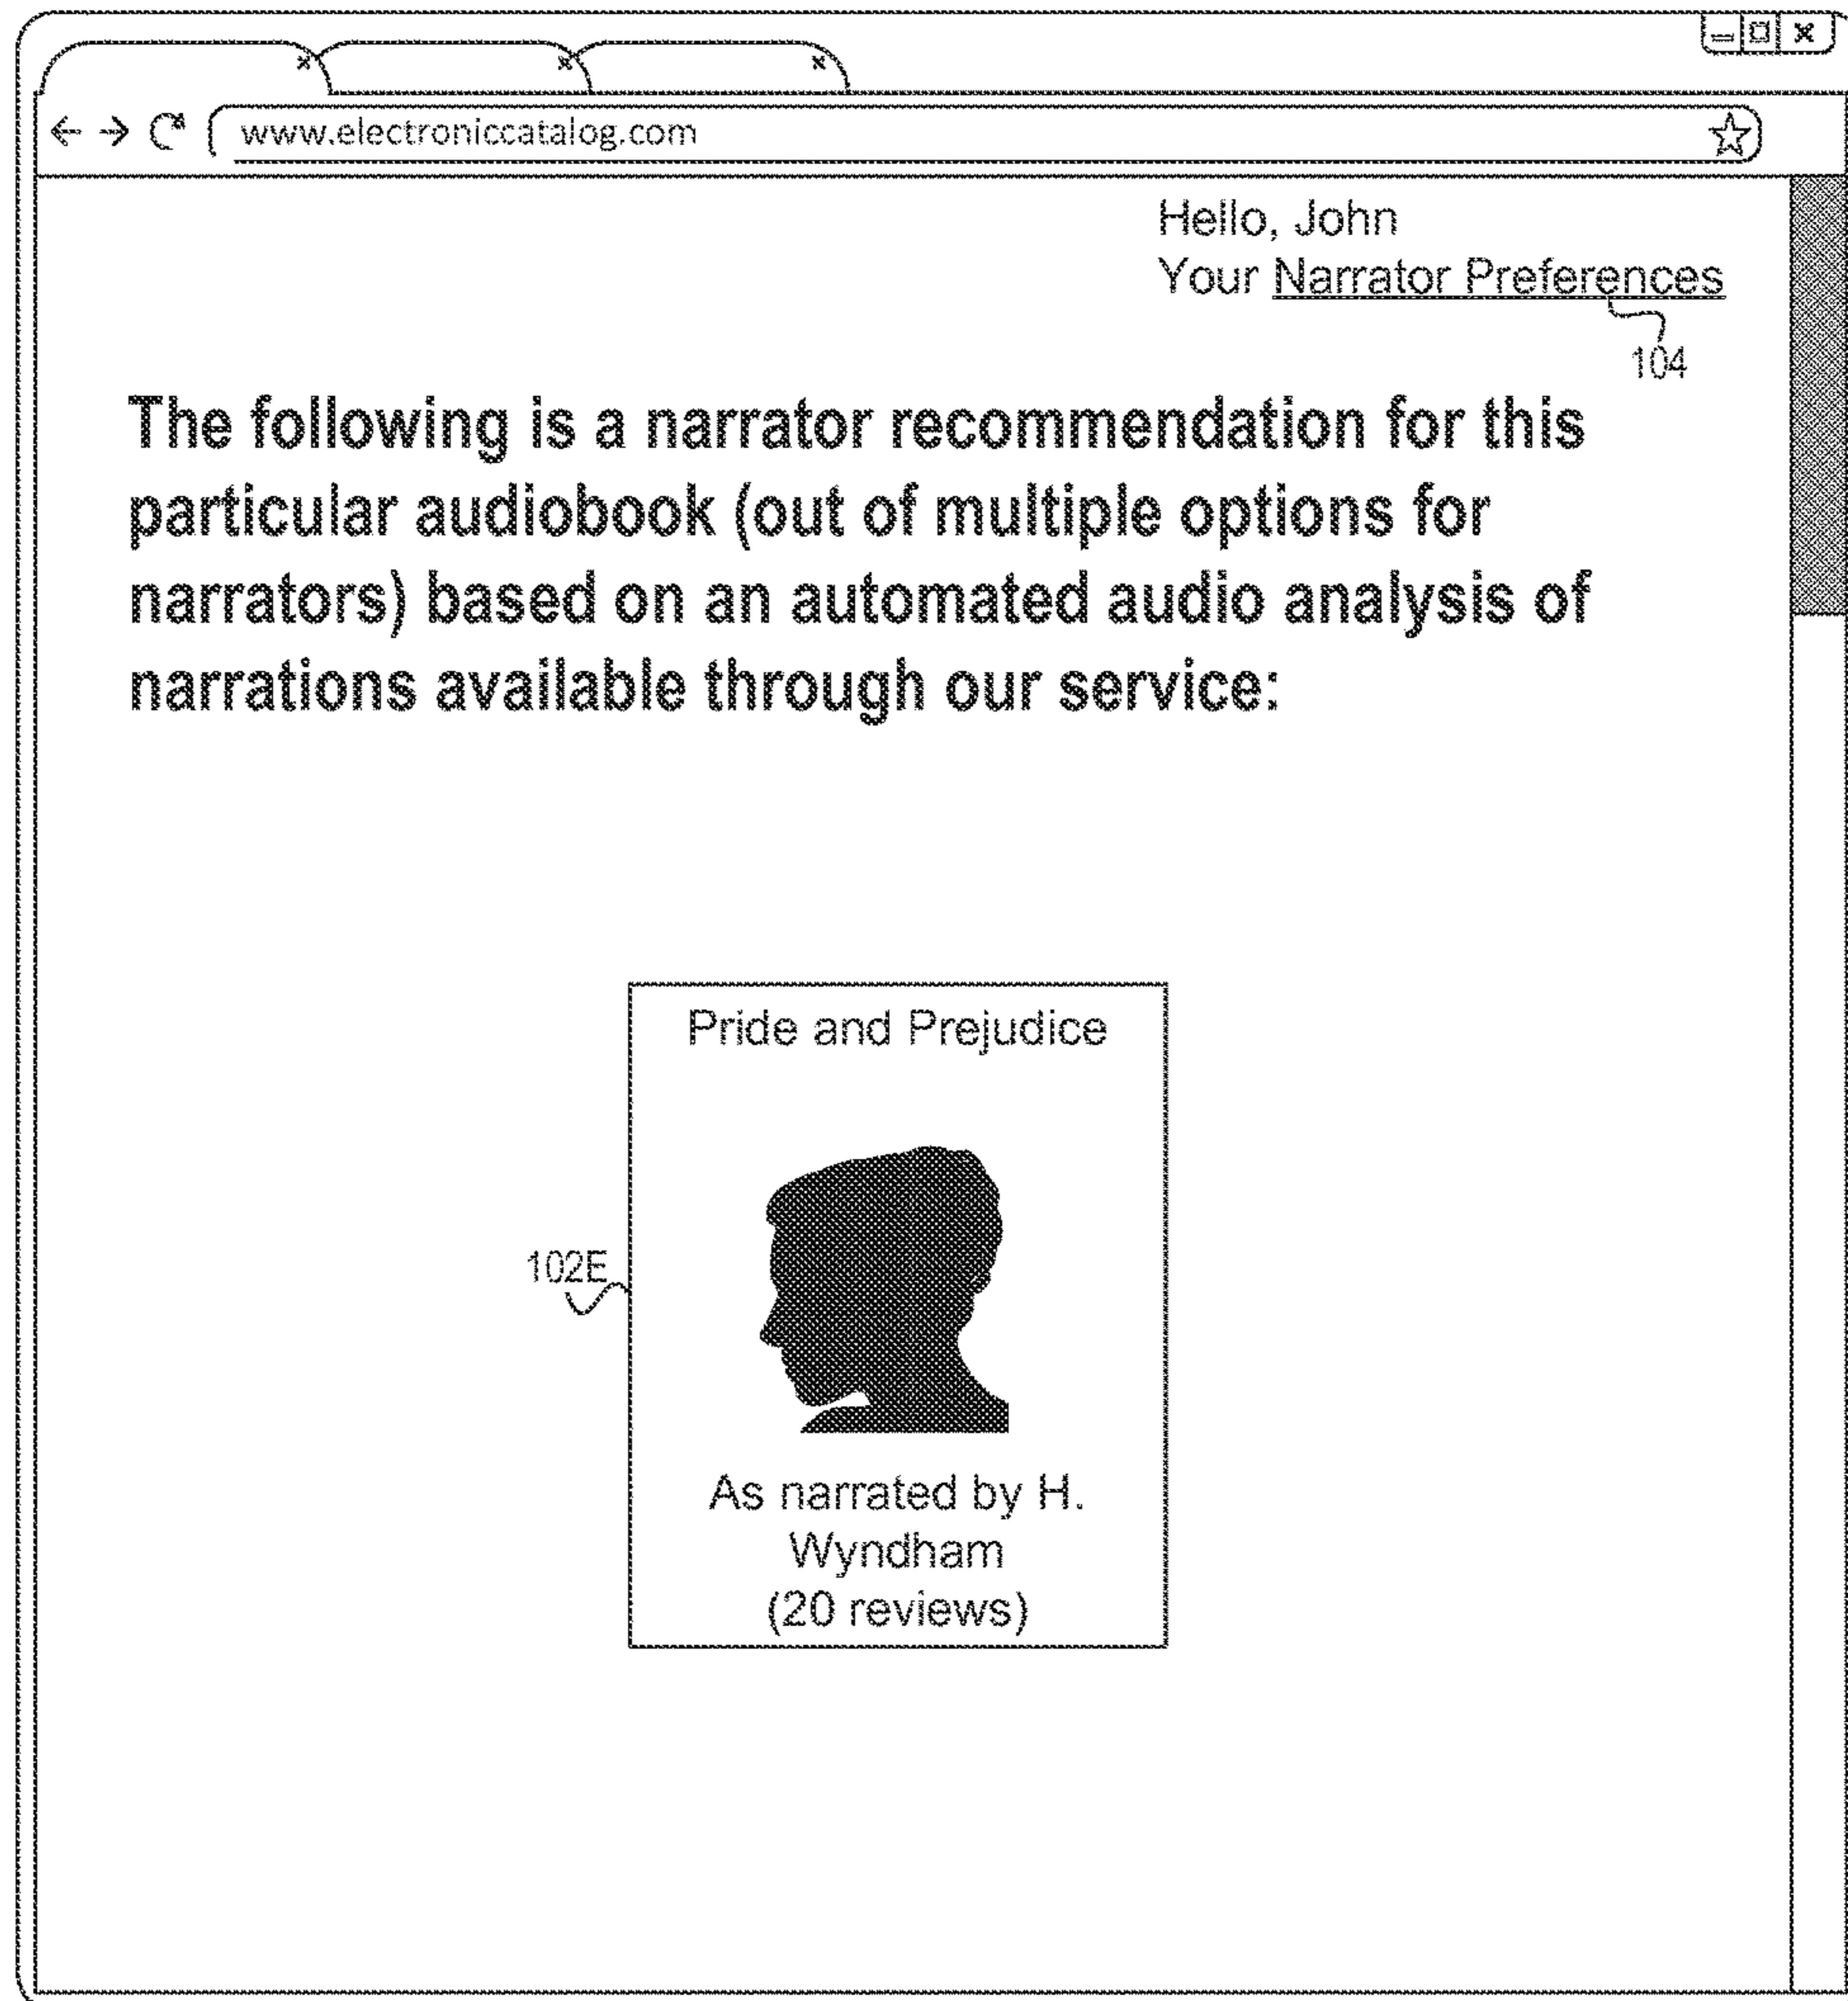 www.electroniccatalog.com
Hello, John
Your Narrator Preferences
104
The following is a narrator recommendation for this
particular audiobook (out of multiple options for
narrators) based on an automated audio analysis of
narrations available through our service:
Pride and Prejudice
102E
As narrated by H.
Wyndham
(20 reviews)